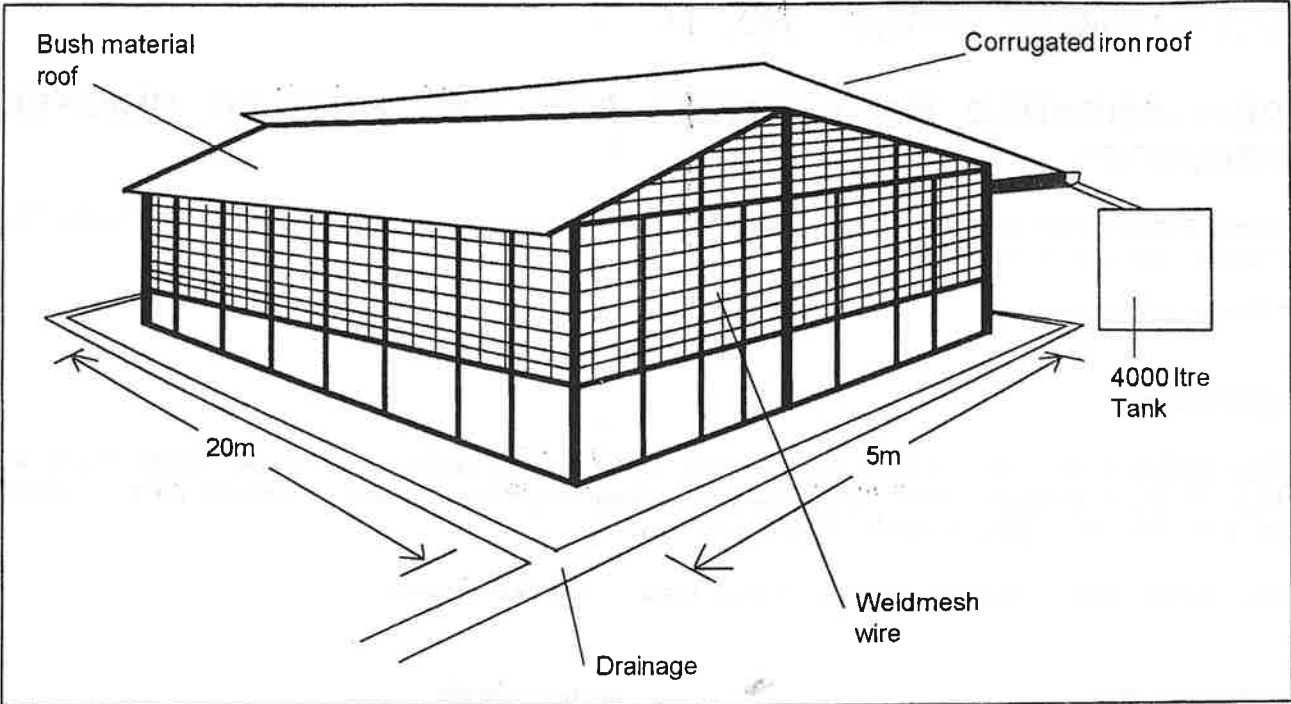 Bush material
roof
Corrugated iron roof
4000 ltre
Tank
20m
5m
Weldmesh
wire
Drainage